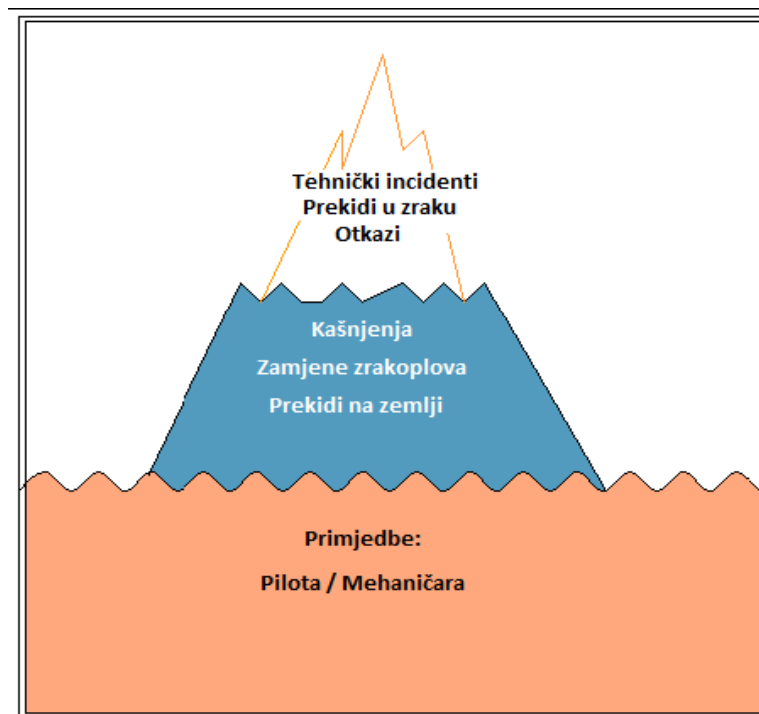 Tehnički incidenti
Prekidi u zraku
Otkazi
Kašnjenja
Zamjene zrakoplova
Prekidi na zemlji
Primjedbe:
Pilota / Mehaničara